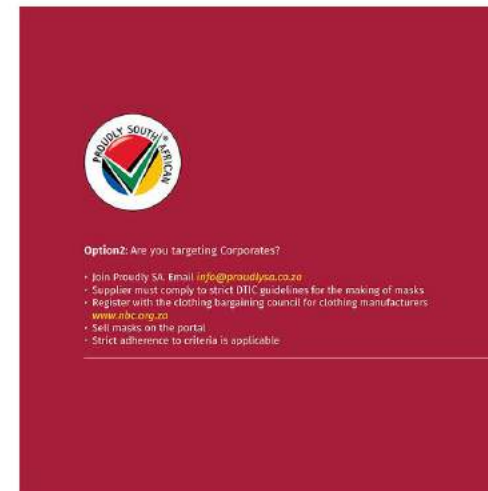 PROUDLY SOUTH AFRICAN
Option2: Are you targeting Corporates?
• Join Proudly SA. Email info@proudlysa.co.za
• Supplier must comply to strict DTIC guidelines for the making of masks
• Register with the clothing bargaining council for clothing manufacturers
www.nbc.org.za
• Sell masks on the portal
• Strict adherence to criteria is applicable